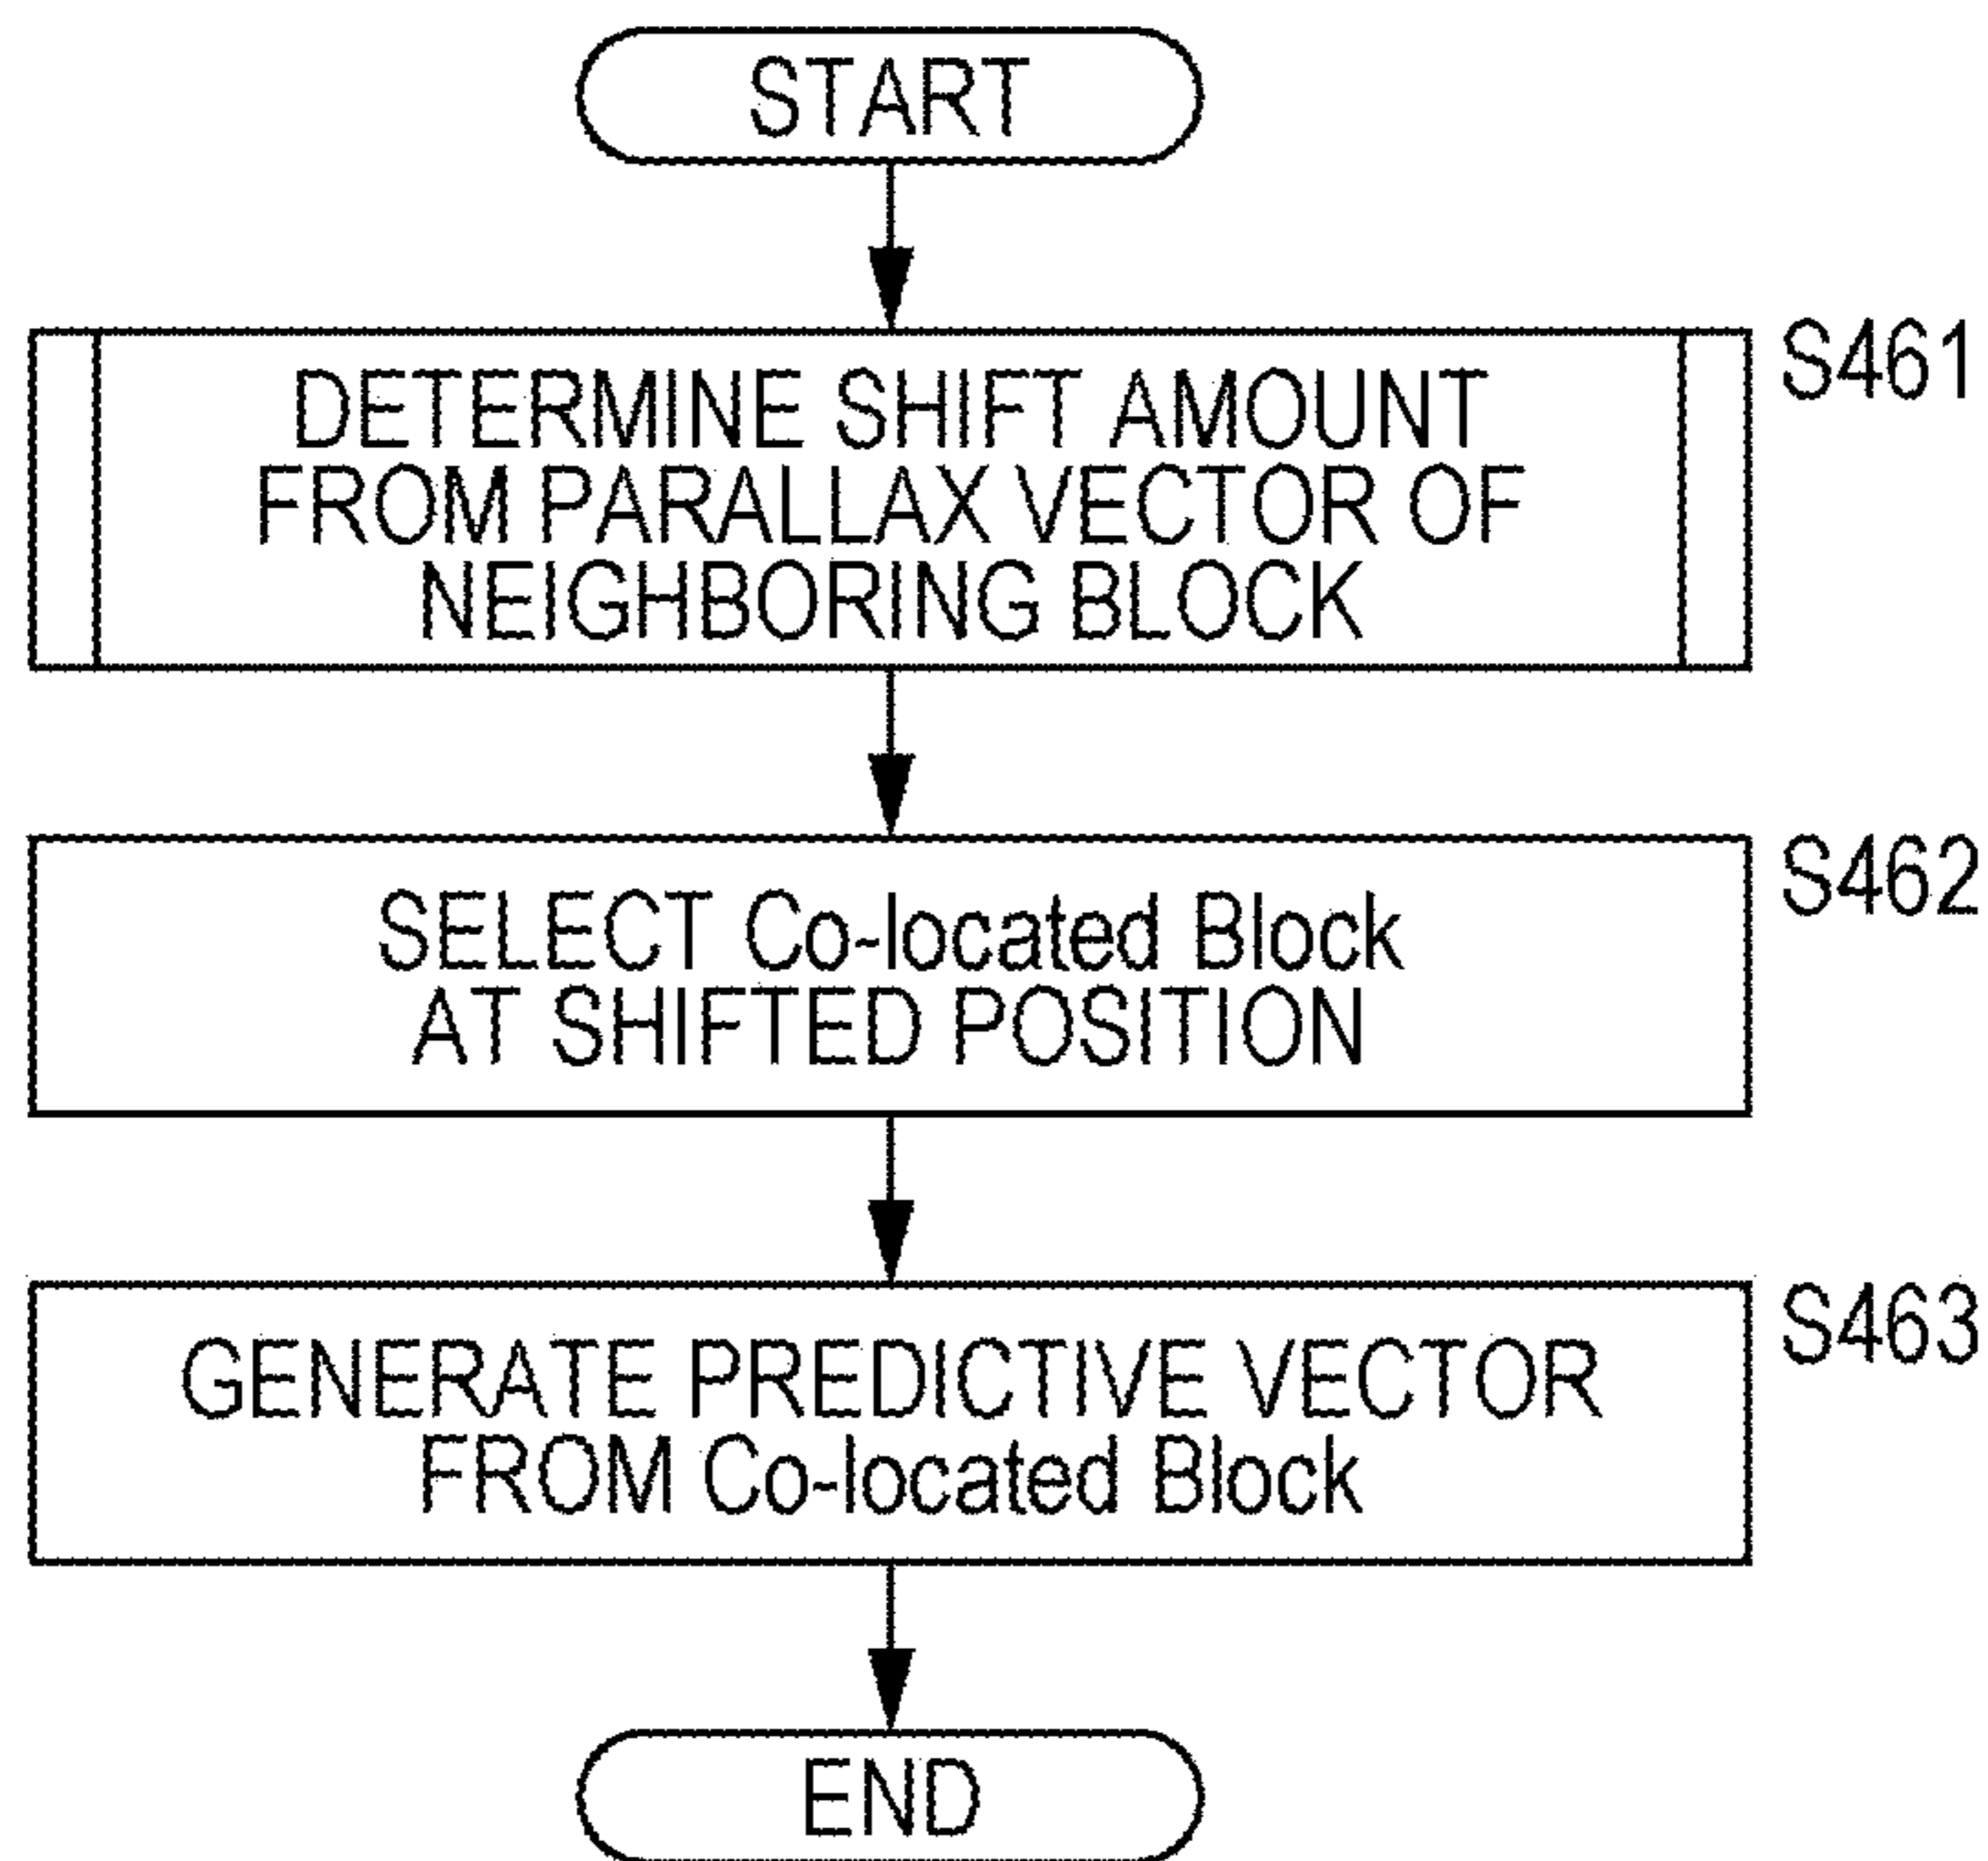 START
DETERMINE SHIFT AMOUNT
FROM PARALLAX VECTOR OF
NEIGHBORING BLOCK
S461
SELECT Co-located Block
AT SHIFTED POSITION
S462
GENERATE PREDICTIVE VECTOR
FROM Co-located Block
S463
END